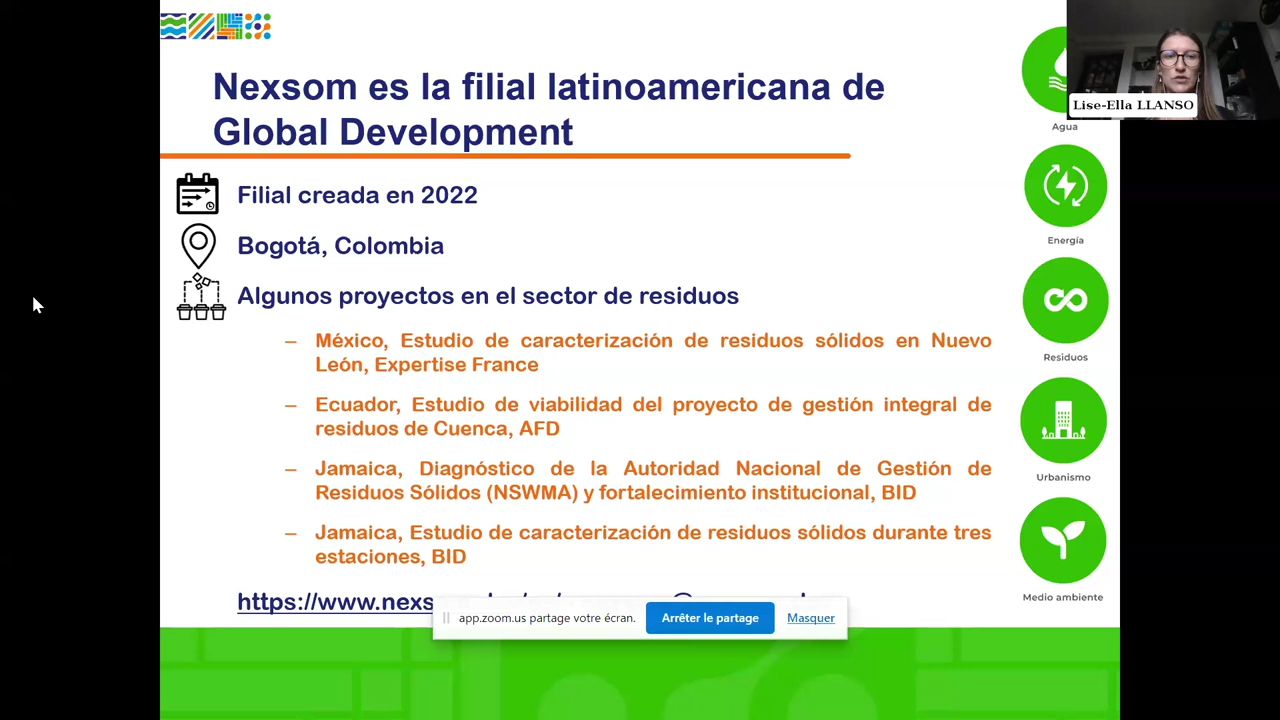 Nexsom es la filial latinoamericana de
Global Development
Lise-Ella LLANSO
Agua
Filial creada en 2022
Bogotá, Colombia
Energía
Algunos proyectos en el sector de residuos
México, Estudio de caracterización de residuos sólidos en Nuevo
León, Expertise France
Residuos
Ecuador, Estudio de viabilidad del proyecto de gestión integral de
residuos de Cuenca, AFD
Jamaica, Diagnóstico de la Autoridad Nacional de Gestión de
Residuos Sólidos (NSWMA) y fortalecimiento institucional, BID
Urbanismo
Jamaica, Estudio de caracterización de residuos sólidos durante tres
estaciones, BID
Medio ambiente
https://www.nexs
app.zoom.us partage votre écran.
Arrêter le partage
Masquer